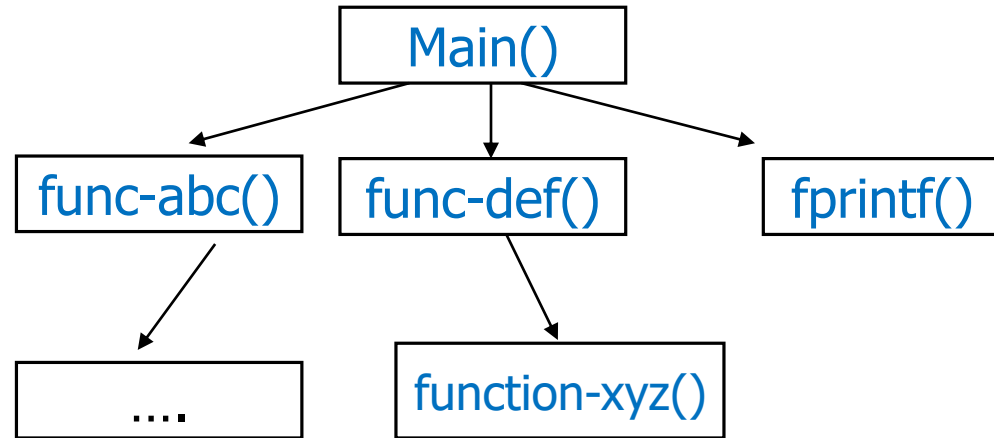 Main()
func-abc()
func-def()
fprintf()
....
function-xyz()